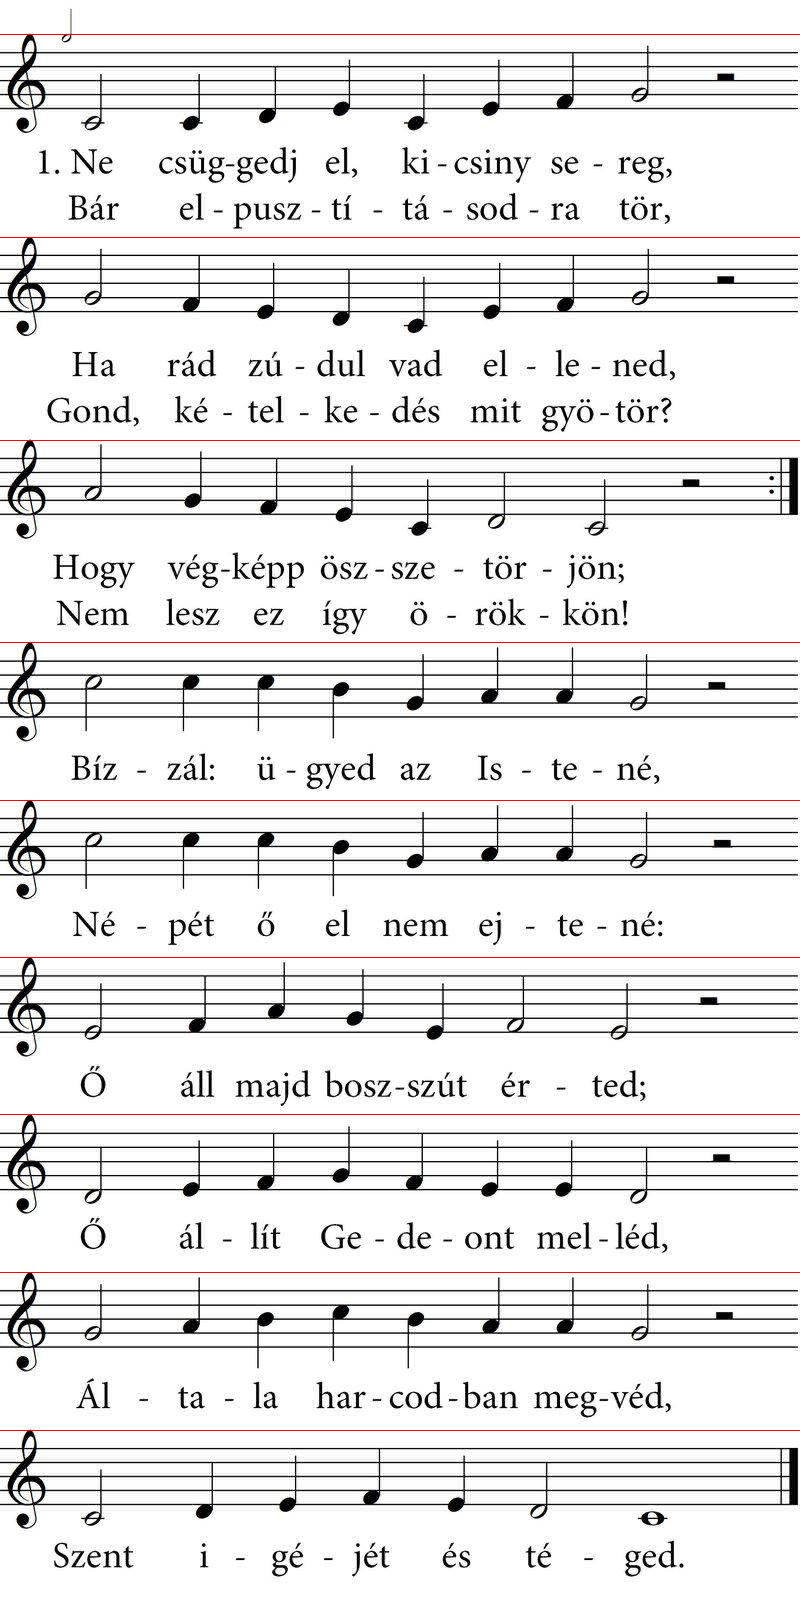 1. Ne csüg-gedj el, ki - csiny se - reg,
Bár el - pusz - tí - tá - sod - ra tör,
Ha rád zú - dul vad el - le - ned,
Gond, ké - tel - ke - dés mit gyö - tör?
Hogy vég-képp ösz - sze - tör - jön;
Nem lesz ez így ö - rök - kön!
Bíz - zál: ü - gyed az Is - te - né,
Né - pét ő el nem ej - te - né:
Ő áll majd bosz-szút ér - ted;
Ő ál - lít Ge - de - ont mel - léd,
Ál - ta - la har - cod - ban meg-véd,
Szent i - gé - jét és té - ged.